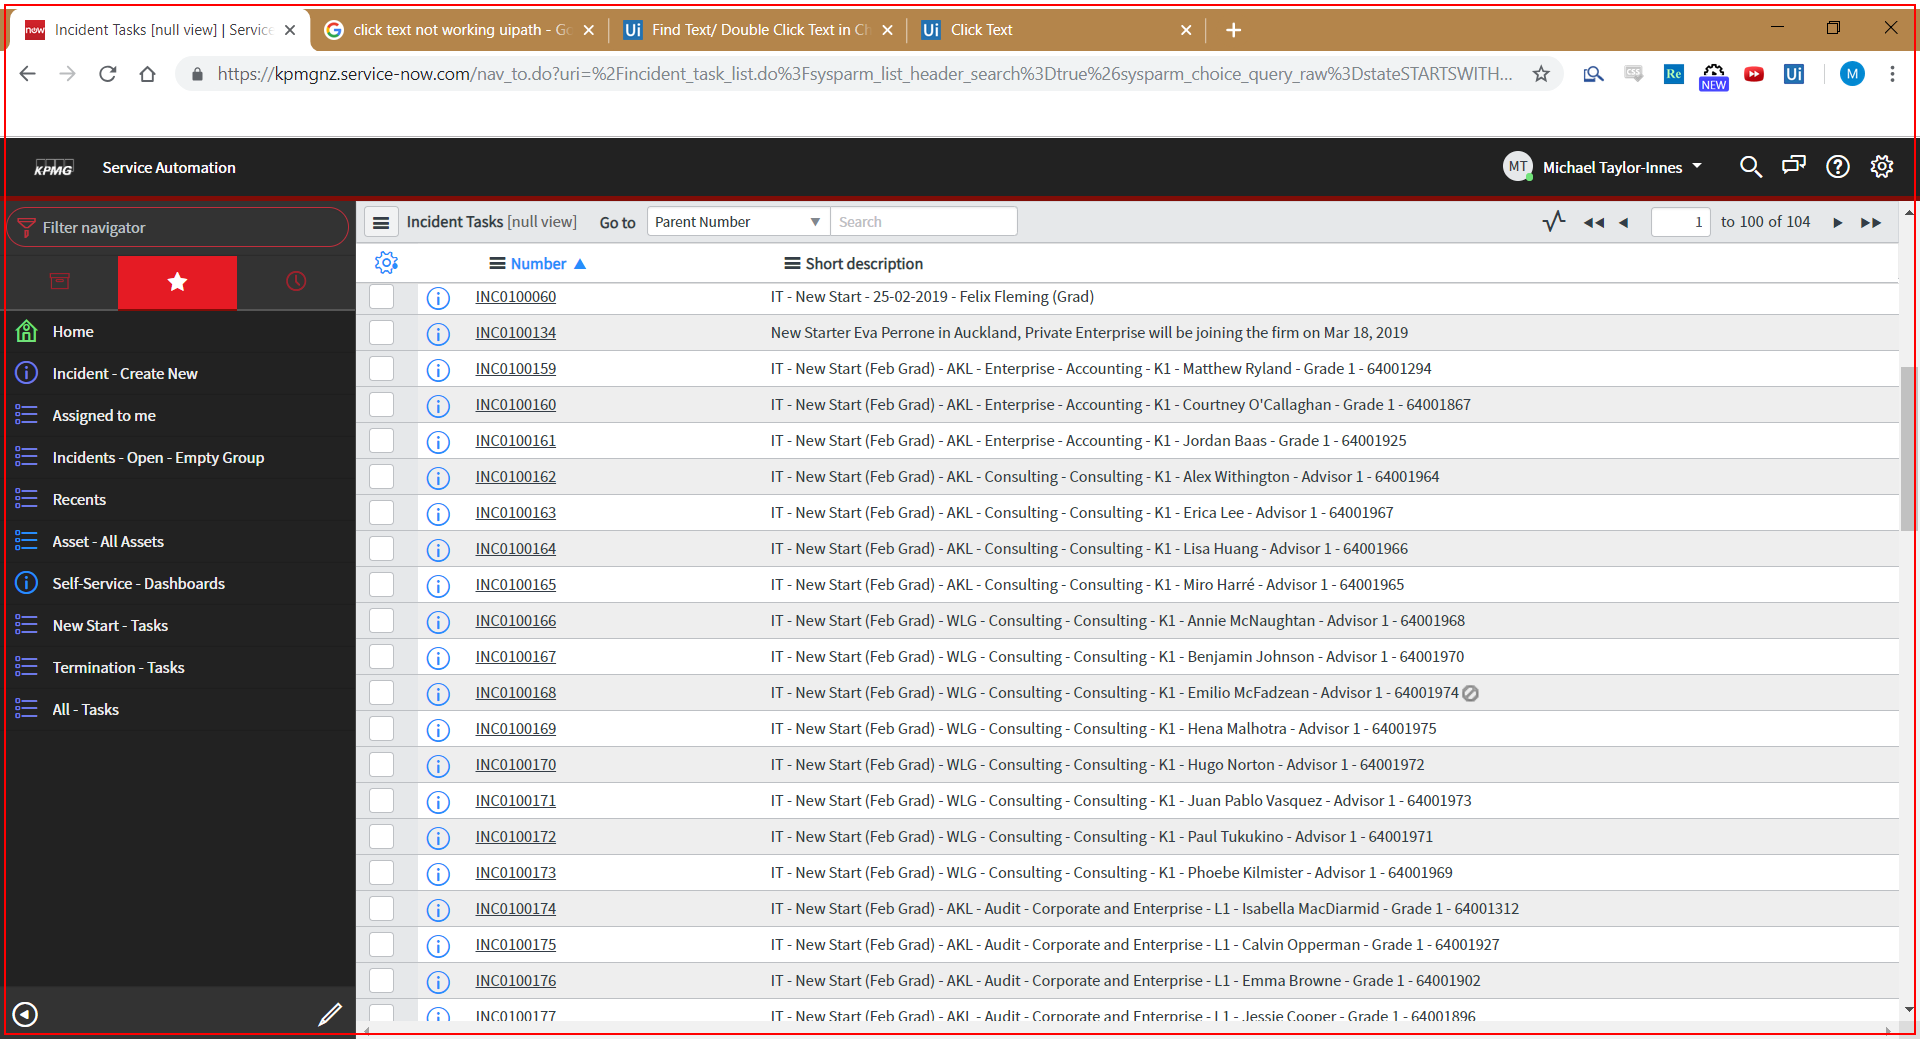 now Incident Tasks [null view] | Service
click text not working uipath - Go
Ui Find Text/ Double Click Text in Ch
Ui Click Text
https://kpmgnz.service-now.com/nav_to.do?uri=%2Fincident_task_list.do%3Fsysparm_list_header_search%3Dtrue%26sysparm_choice_query_raw%3DstateSTARTSWITH...
CSS Re NEW Ui M
KPMG Service Automation
MT Michael Taylor-Innes
Filter navigator
Home
Incident - Create New
Assigned to me
Incidents - Open - Empty Group
Recents
Asset - All Assets
Self-Service - Dashboards
New Start - Tasks
Termination - Tasks
All - Tasks
Incident Tasks [null view] Go to Parent Number Search 1 to 100 of 104
Number Short description
INC0100060 IT - New Start - 25-02-2019 - Felix Fleming (Grad)
INC0100134 New Starter Eva Perrone in Auckland, Private Enterprise will be joining the firm on Mar 18, 2019
INC0100159 IT - New Start (Feb Grad) - AKL - Enterprise - Accounting - K1 - Matthew Ryland - Grade 1 - 64001294
INC0100160 IT - New Start (Feb Grad) - AKL - Enterprise - Accounting - K1 - Courtney O'Callaghan - Grade 1 - 64001867
INC0100161 IT - New Start (Feb Grad) - AKL - Enterprise - Accounting - K1 - Jordan Baas - Grade 1 - 64001925
INC0100162 IT - New Start (Feb Grad) - AKL - Consulting - Consulting - K1 - Alex Withington - Advisor 1 - 64001964
INC0100163 IT - New Start (Feb Grad) - AKL - Consulting - Consulting - K1 - Erica Lee - Advisor 1 - 64001967
INC0100164 IT - New Start (Feb Grad) - AKL - Consulting - Consulting - K1 - Lisa Huang - Advisor 1 - 64001966
INC0100165 IT - New Start (Feb Grad) - AKL - Consulting - Consulting - K1 - Miro Harré - Advisor 1 - 64001965
INC0100166 IT - New Start (Feb Grad) - WLG - Consulting - Consulting - K1 - Annie McNaughtan - Advisor 1 - 64001968
INC0100167 IT - New Start (Feb Grad) - WLG - Consulting - Consulting - K1 - Benjamin Johnson - Advisor 1 - 64001970
INC0100168 IT - New Start (Feb Grad) - WLG - Consulting - Consulting - K1 - Emilio McFadzean - Advisor 1 - 64001974
INC0100169 IT - New Start (Feb Grad) - WLG - Consulting - Consulting - K1 - Hena Malhotra - Advisor 1 - 64001975
INC0100170 IT - New Start (Feb Grad) - WLG - Consulting - Consulting - K1 - Hugo Norton - Advisor 1 - 64001972
INC0100171 IT - New Start (Feb Grad) - WLG - Consulting - Consulting - K1 - Juan Pablo Vasquez - Advisor 1 - 64001973
INC0100172 IT - New Start (Feb Grad) - WLG - Consulting - Consulting - K1 - Paul Tukukino - Advisor 1 - 64001971
INC0100173 IT - New Start (Feb Grad) - WLG - Consulting - Consulting - K1 - Phoebe Kilmister - Advisor 1 - 64001969
INC0100174 IT - New Start (Feb Grad) - AKL - Audit - Corporate and Enterprise - L1 - Isabella MacDiarmid - Grade 1 - 64001312
INC0100175 IT - New Start (Feb Grad) - AKL - Audit - Corporate and Enterprise - L1 - Calvin Opperman - Grade 1 - 64001927
INC0100176 IT - New Start (Feb Grad) - AKL - Audit - Corporate and Enterprise - L1 - Emma Browne - Grade 1 - 64001902
INC0100177 IT - New Start (Feb Grad) - AKL - Audit - Corporate and Enterprise - L1 - Jessie Cooper - Grade 1 - 64001896